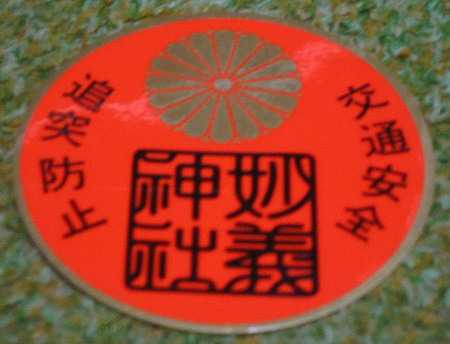 交通安全
妙義
神社
追突防止